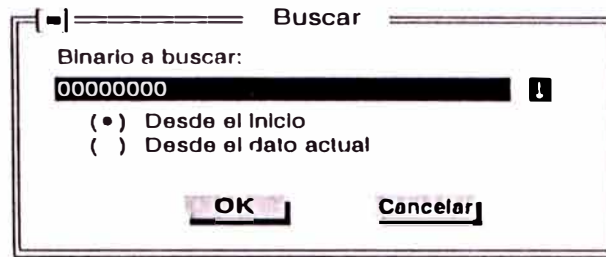 Buscar
Binario a buscar:
00000000
(•) Desde el Inicio
( ) Desde el dato actual
OK
Cancelar